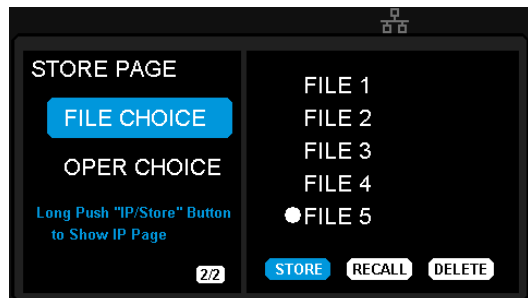 STORE PAGE
FILE CHOICE
OPER CHOICE
Long Push "IP/Store" Button
to Show IP Page
2/2
FILE 1
FILE 2
FILE 3
FILE 4
FILE 5
STORE RECALL DELETE